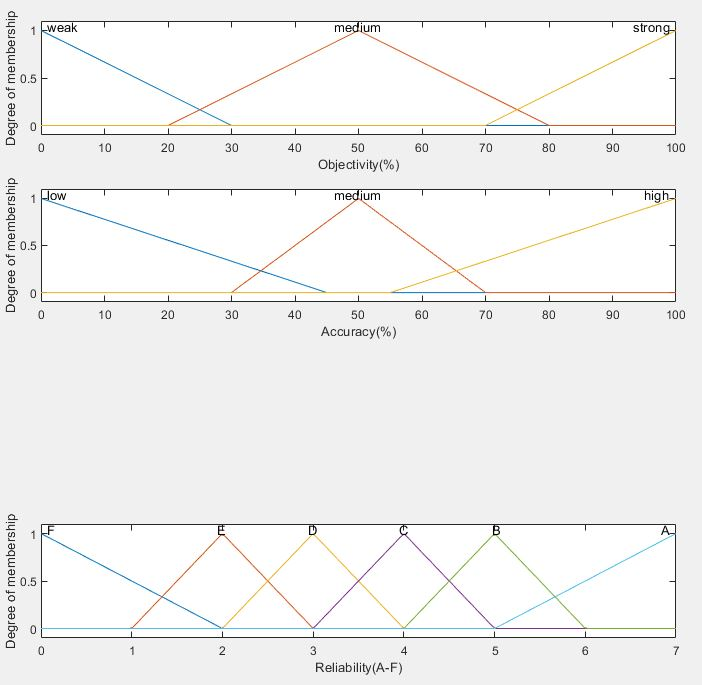 weak medium strong
1
0.5
0
Degree of membership
0 10 20 30 40 50 60 70 80 90 100
Objectivity(%)
low medium high
1
0.5
0
Degree of membership
0 10 20 30 40 50 60 70 80 90 100
Accuracy(%)
F E D C B A
1
0.5
0
Degree of membership
0 1 2 3 4 5 6 7
Reliability(A-F)